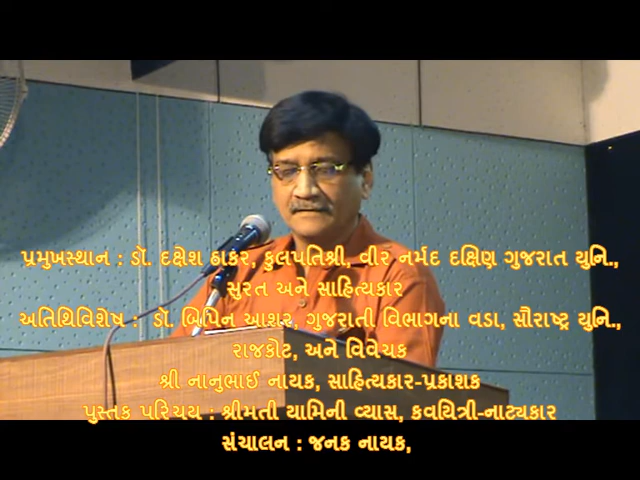 પ્રમુખસ્થાન : ડૉ. દક્ષેશ ઠાકર, કુલપતિશ્રી, વીર નર્મદ દક્ષિણ ગુજરાત યુનિ.,
સુરત અને સાહિત્યકાર
અતિથિવિશેષ : ડૉ. બિપિન આશર, ગુજરાતી વિભાગના વડા, સૌરાષ્ટ્ર યુનિ.,
રાજકોટ, અને વિવેચક
શ્રી નાનુભાઈ નાયક, સાહિત્યકાર-પ્રકાશક
પુસ્તક પરિચય : શ્રીમતી યામિની વ્યાસ, કવયિત્રી-નાટ્યકાર
સંચાલન : જનક નાયક,